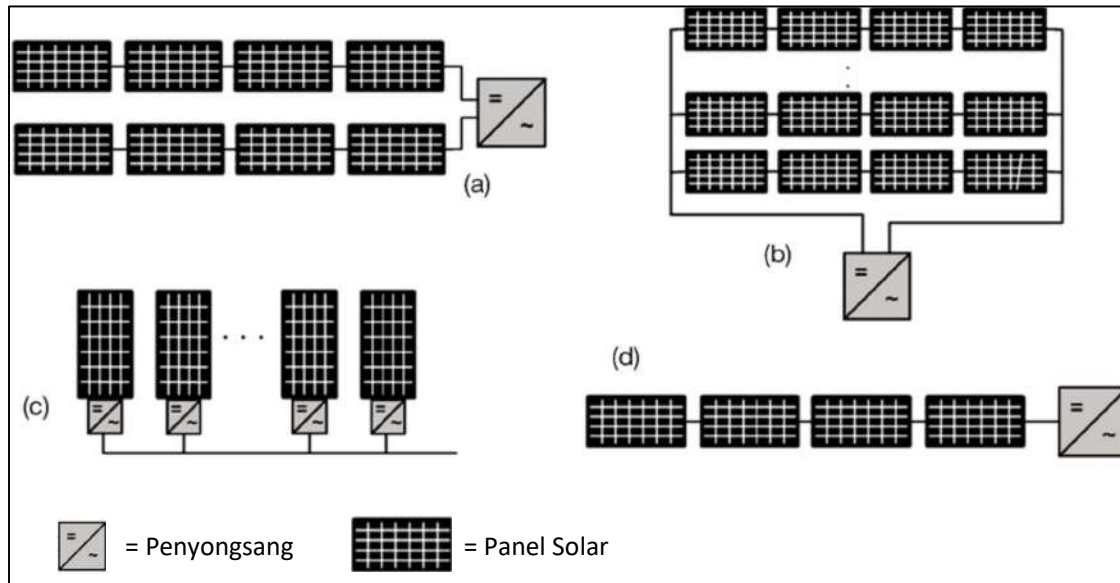 (a)
(b)
(c)
(d)
= Penyongsang
= Panel Solar